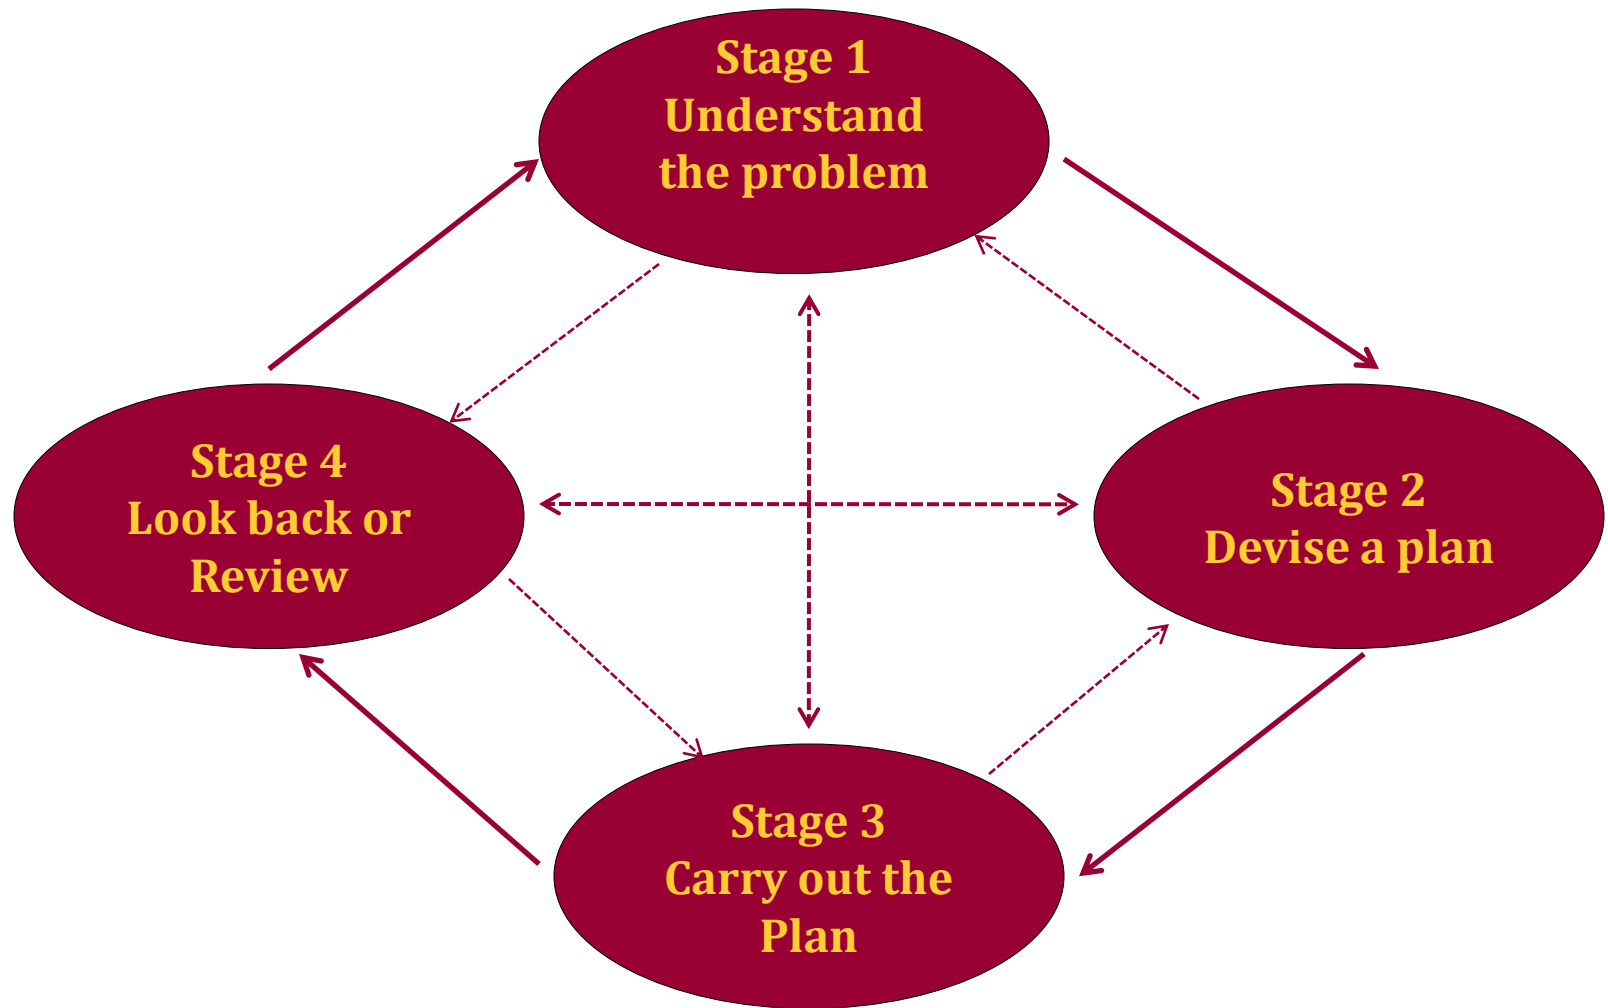 Stage 1
Understand
the problem
Stage 2
Devise a plan
Stage 3
Carry out the
Plan
Stage 4
Look back or
Review